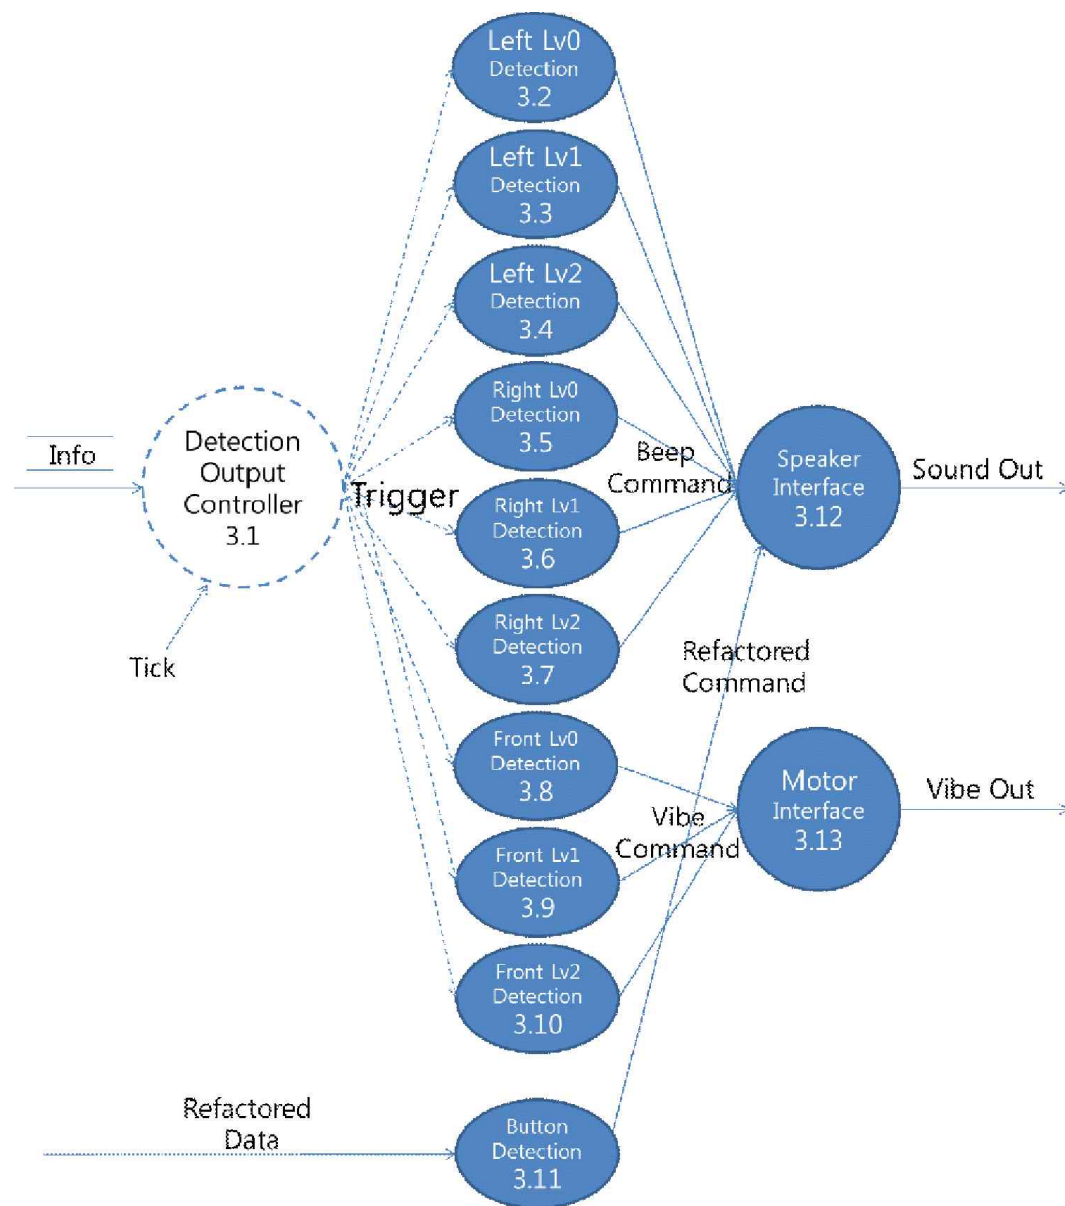 Left Lv0
Detection
3.2
Left Lv1
Detection
3.3
Left Lv2
Detection
3.4
Right Lv0
Detection
3.5
Right Lv1
Detection
3.6
Right Lv2
Detection
3.7
Front Lv0
Detection
3.8
Front Lv1
Detection
3.9
Front Lv2
Detection
3.10
Button
Detection
3.11
Info
Detection
Output
Controller
3.1
Tick
Trigger
Beep
Command
Speaker
Interface
3.12
Sound Out
Refactored
Command
Vibe
Command
Motor
Interface
3.13
Vibe Out
Refactored
Data